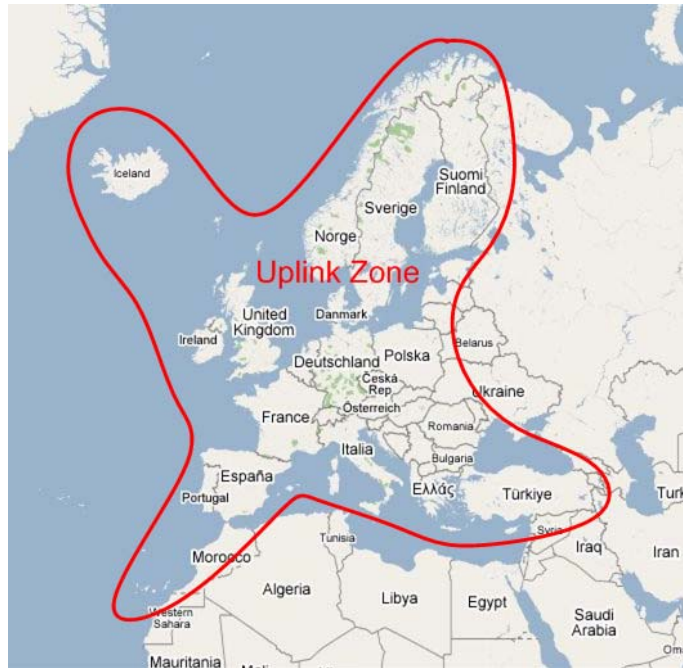 Iceland
Suomi
Finland
Sverige
Norge
Uplink Zone
United
Kingdom
Ireland
Danmark
Belarus
Polska
Deutschland
Česká
Rep
Ukraine
Österreich
France
Romania
Italia
Bulgaria
España
Ελλάς
Türkiye
Portugal
Turk
Syria
Tunisia
Morocco
Iraq
Iran
Algeria
Libya
Egypt
Western
Sahara
Saudi
Arabia
Mauritania